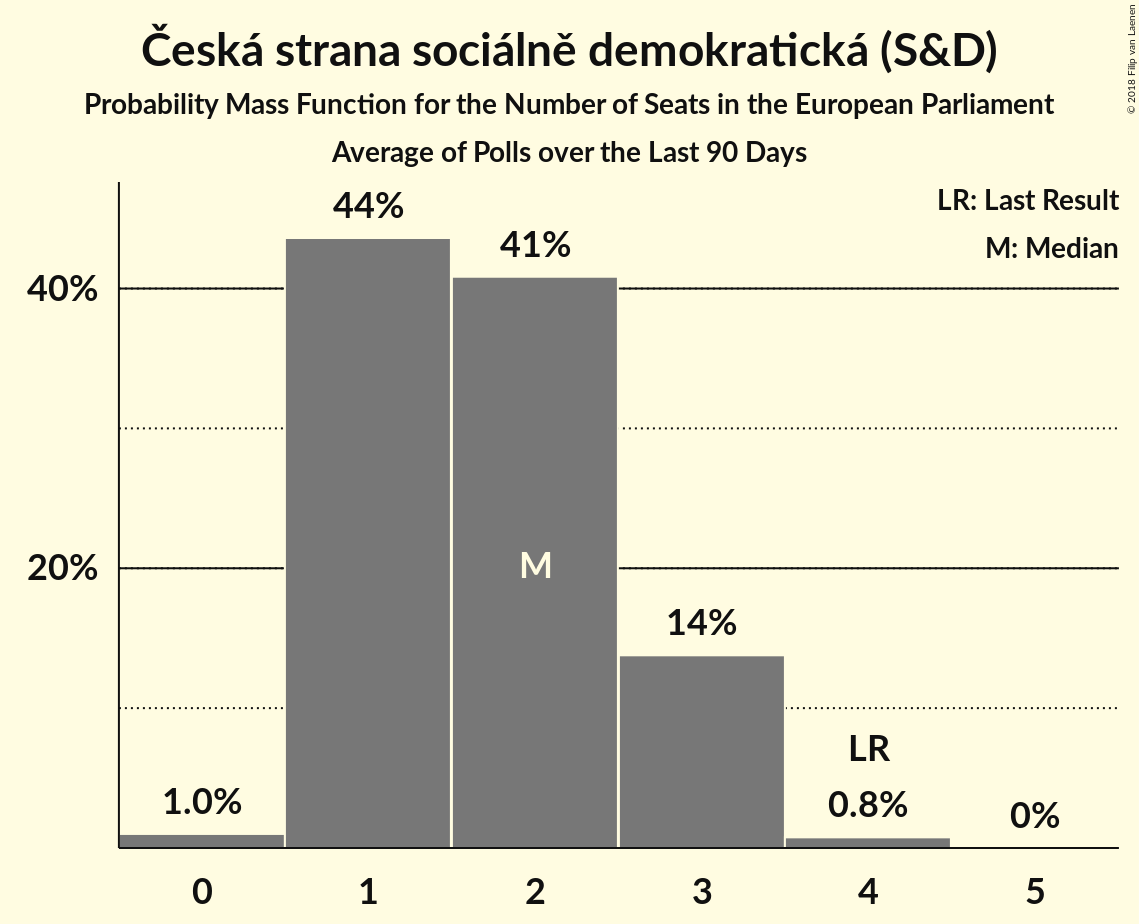 Česká strana sociálně demokratická (S&D)
Probability Mass Function for the Number of Seats in the European Parliament
Average of Polls over the Last 90 Days
© 2018 Filip van Laenen
LR: Last Result
M: Median
44%
41%
40%
M
20%
14%
LR
1.0%
0.8%
0%
0 1 2 3 4 5